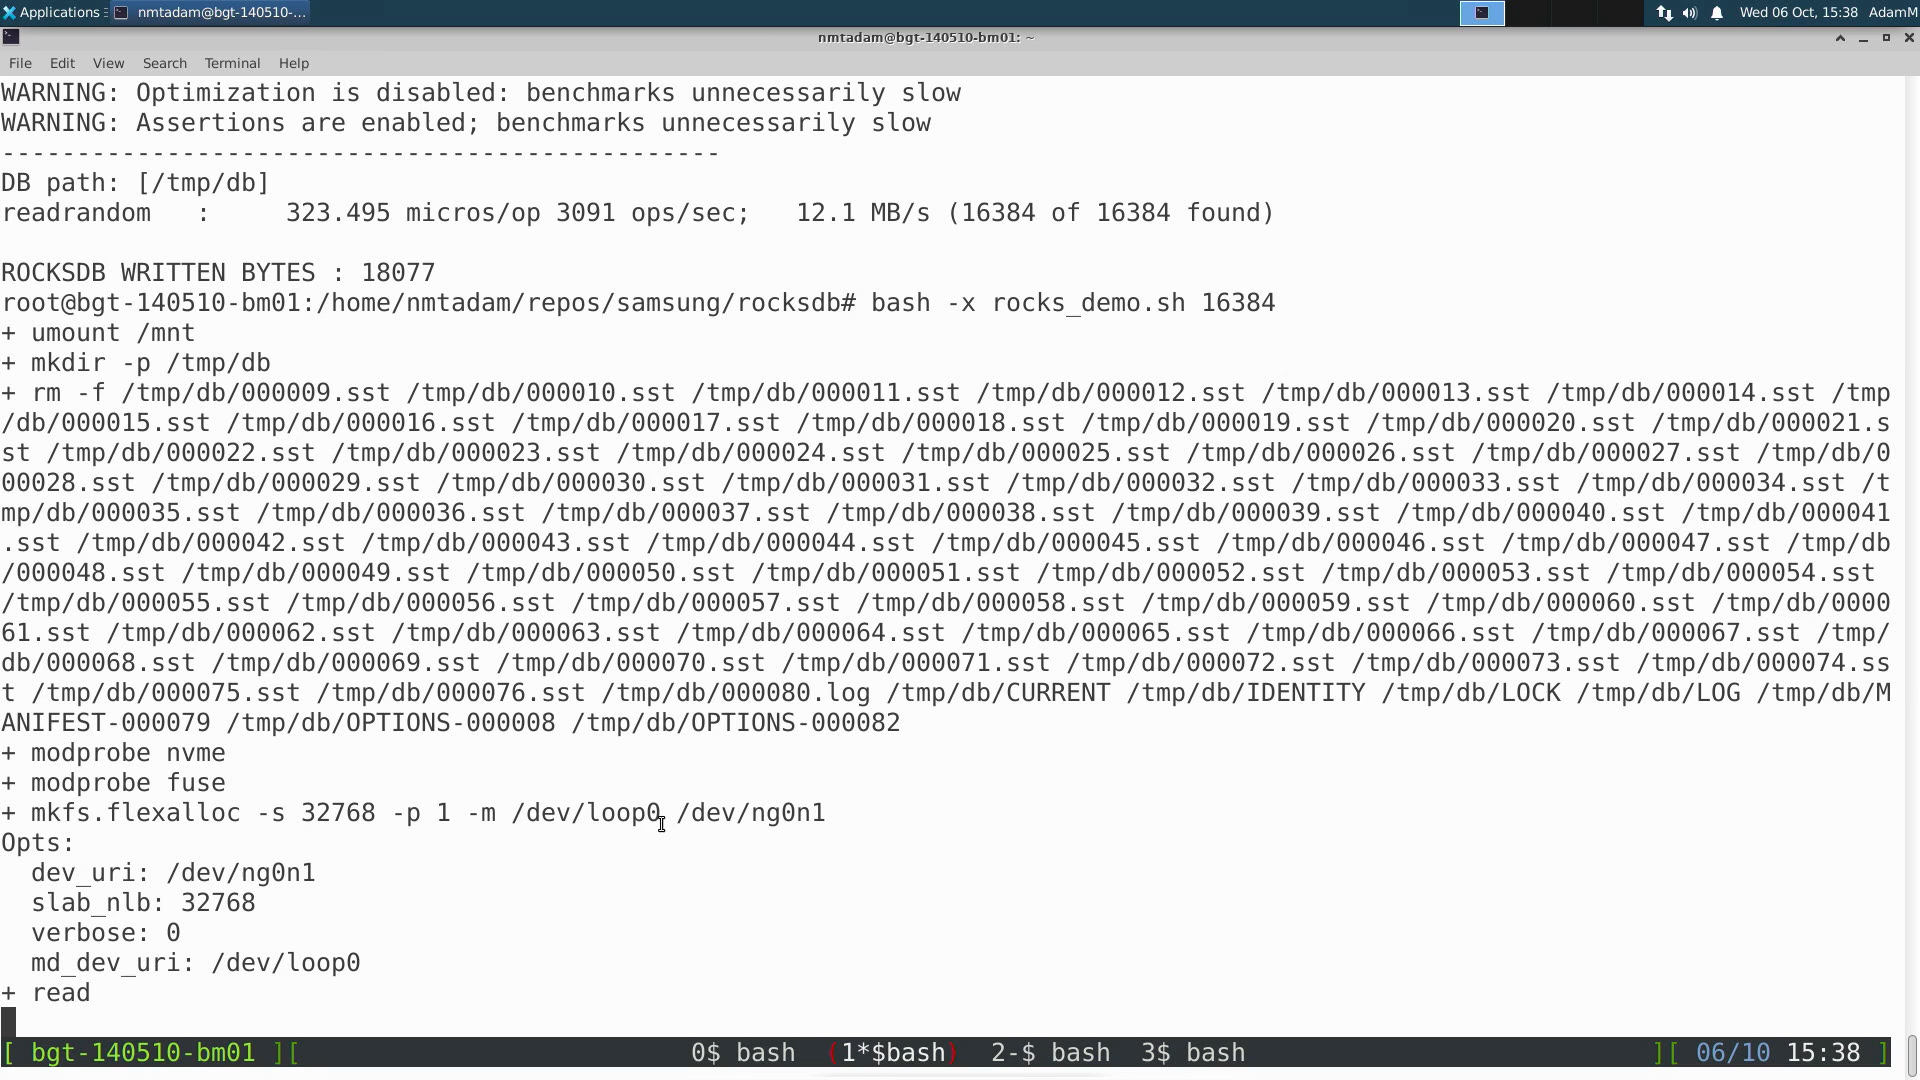 Applications nmtadam@bgt-140510-... Wed 06 Oct, 15:38 AdamM
nmtadam@bgt-140510-bm01: ~
File Edit View Search Terminal Help
WARNING: Optimization is disabled: benchmarks unnecessarily slow
WARNING: Assertions are enabled; benchmarks unnecessarily slow
------------------------------------------------
DB path: [/tmp/db]
readrandom   :     323.495 micros/op 3091 ops/sec;   12.1 MB/s (16384 of 16384 found)
ROCKSDB WRITTEN BYTES : 18077
root@bgt-140510-bm01:/home/nmtadam/repos/samsung/rocksdb# bash -x rocks_demo.sh 16384
+ umount /mnt
+ mkdir -p /tmp/db
+ rm -f /tmp/db/000009.sst /tmp/db/000010.sst /tmp/db/000011.sst /tmp/db/000012.sst /tmp/db/000013.sst /tmp/db/000014.sst /tmp
/db/000015.sst /tmp/db/000016.sst /tmp/db/000017.sst /tmp/db/000018.sst /tmp/db/000019.sst /tmp/db/000020.sst /tmp/db/000021.s
st /tmp/db/000022.sst /tmp/db/000023.sst /tmp/db/000024.sst /tmp/db/000025.sst /tmp/db/000026.sst /tmp/db/000027.sst /tmp/db/0
00028.sst /tmp/db/000029.sst /tmp/db/000030.sst /tmp/db/000031.sst /tmp/db/000032.sst /tmp/db/000033.sst /tmp/db/000034.sst /t
mp/db/000035.sst /tmp/db/000036.sst /tmp/db/000037.sst /tmp/db/000038.sst /tmp/db/000039.sst /tmp/db/000040.sst /tmp/db/000041
.sst /tmp/db/000042.sst /tmp/db/000043.sst /tmp/db/000044.sst /tmp/db/000045.sst /tmp/db/000046.sst /tmp/db/000047.sst /tmp/db
/000048.sst /tmp/db/000049.sst /tmp/db/000050.sst /tmp/db/000051.sst /tmp/db/000052.sst /tmp/db/000053.sst /tmp/db/000054.sst
/tmp/db/000055.sst /tmp/db/000056.sst /tmp/db/000057.sst /tmp/db/000058.sst /tmp/db/000059.sst /tmp/db/000060.sst /tmp/db/0000
61.sst /tmp/db/000062.sst /tmp/db/000063.sst /tmp/db/000064.sst /tmp/db/000065.sst /tmp/db/000066.sst /tmp/db/000067.sst /tmp/
db/000068.sst /tmp/db/000069.sst /tmp/db/000070.sst /tmp/db/000071.sst /tmp/db/000072.sst /tmp/db/000073.sst /tmp/db/000074.ss
t /tmp/db/000075.sst /tmp/db/000076.sst /tmp/db/000080.log /tmp/db/CURRENT /tmp/db/IDENTITY /tmp/db/LOCK /tmp/db/LOG /tmp/db/M
ANIFEST-000079 /tmp/db/OPTIONS-000008 /tmp/db/OPTIONS-000082
+ modprobe nvme
+ modprobe fuse
+ mkfs.flexalloc -s 32768 -p 1 -m /dev/loop0 /dev/ng0n1
Opts:
  dev_uri: /dev/ng0n1
  slab_nlb: 32768
  verbose: 0
  md_dev_uri: /dev/loop0
+ read
[ bgt-140510-bm01 ][ 0$ bash (1*$bash) 2-$ bash 3$ bash ][ 06/10 15:38 ]